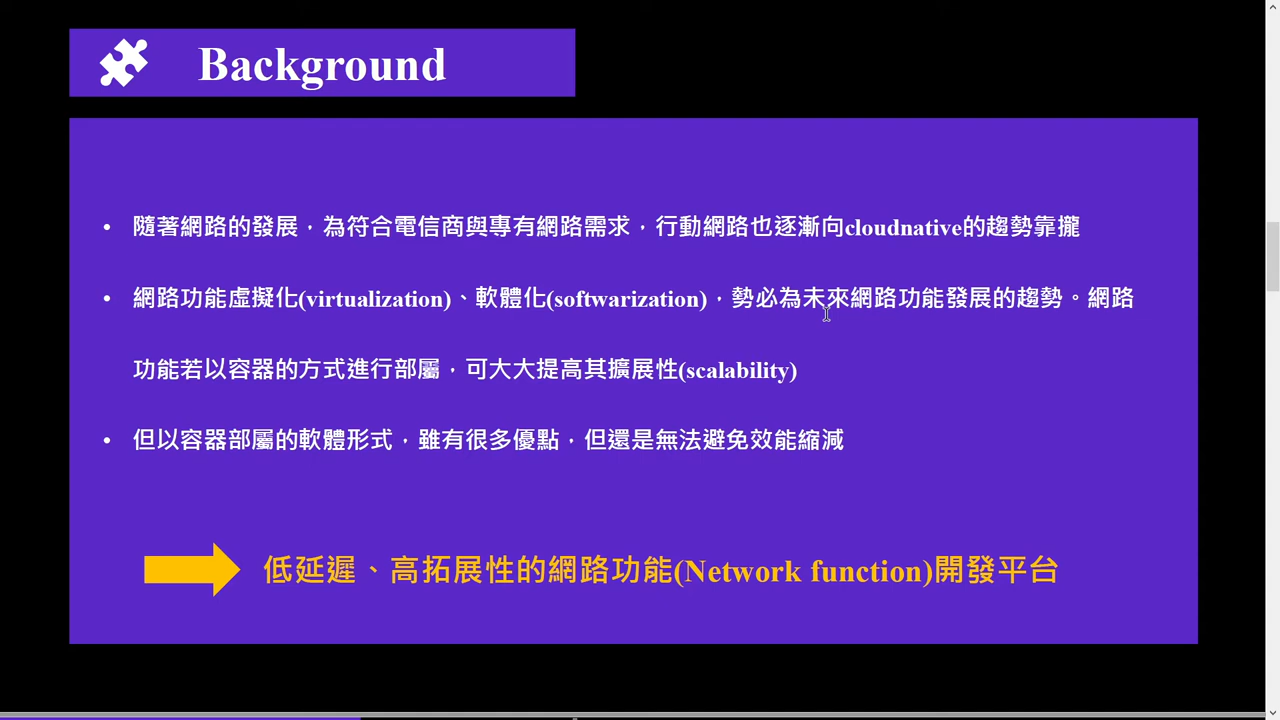 Background
• 隨著網路的發展，為符合電信商與專有網路需求，行動網路也逐漸向cloudnative的趨勢靠攏
• 網路功能虛擬化(virtualization)、軟體化(softwarization)，勢必為未來網路功能發展的趨勢。網路
功能若以容器的方式進行部屬，可大大提高其擴展性(scalability)
• 但以容器部屬的軟體形式，雖有很多優點，但還是無法避免效能縮減
低延遲、高拓展性的網路功能(Network function)開發平台